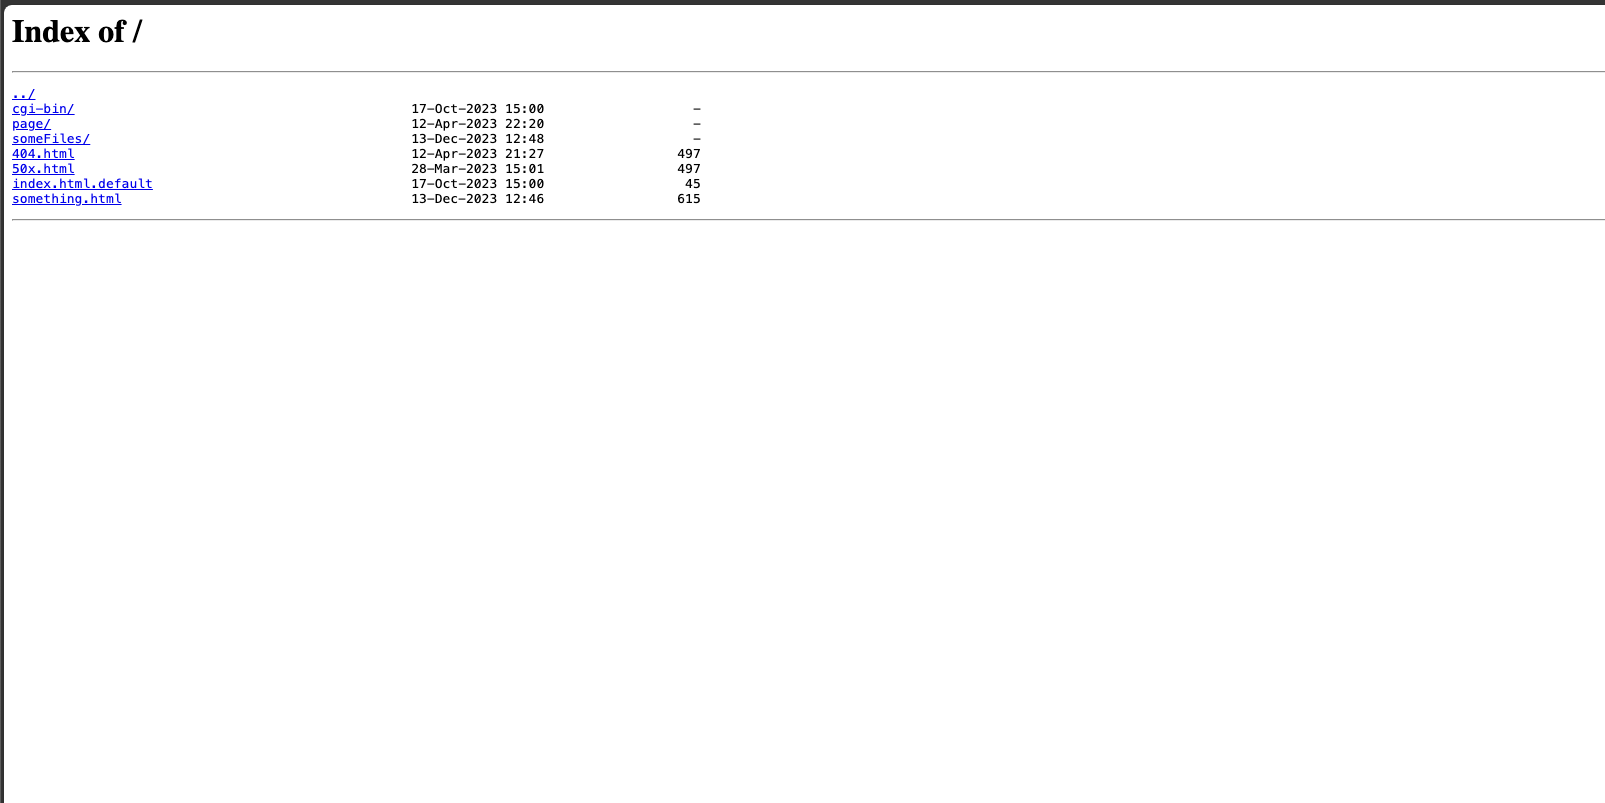 Index of /
../
cgi-bin/ 17-Oct-2023 15:00 -
page/ 12-Apr-2023 22:20 -
someFiles/ 13-Dec-2023 12:48 -
404.html 12-Apr-2023 21:27 497
50x.html 28-Mar-2023 15:01 497
index.html.default 17-Oct-2023 15:00 45
something.html 13-Dec-2023 12:46 615